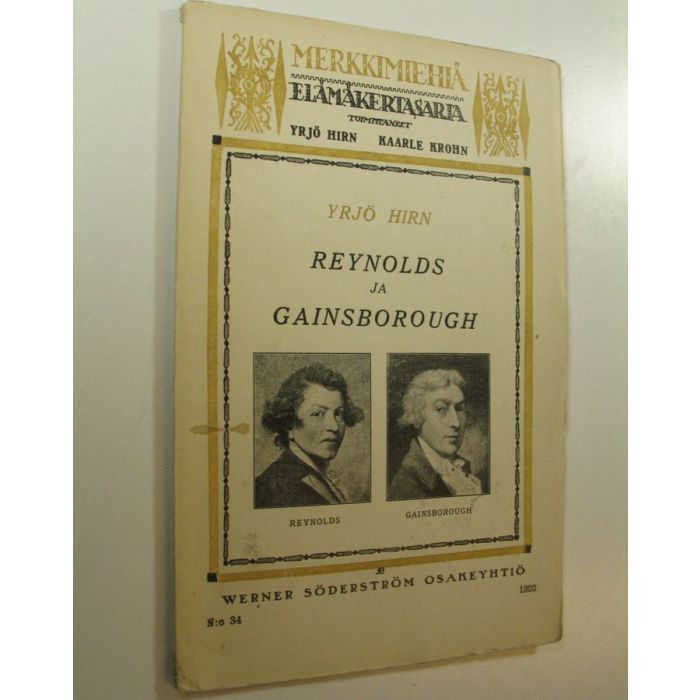 MERKKIMIEHIÄ
ELÄMÄKERTASARJA
TOIMITTANEET
YRJÖ HIRN KAARLE KROHN
YRJÖ HIRN
REYNOLDS
JA
GAINSBOROUGH
REYNOLDS
GAINSBOROUGH
WERNER SÖDERSTRÖM OSAKEYHTIÖ
N:o 34
1923